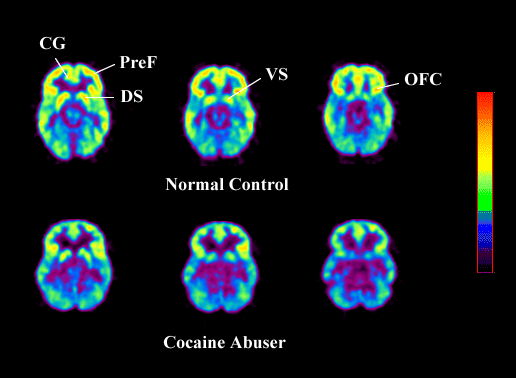 CG
PreF
DS
VS
OFC
Normal Control
Cocaine Abuser